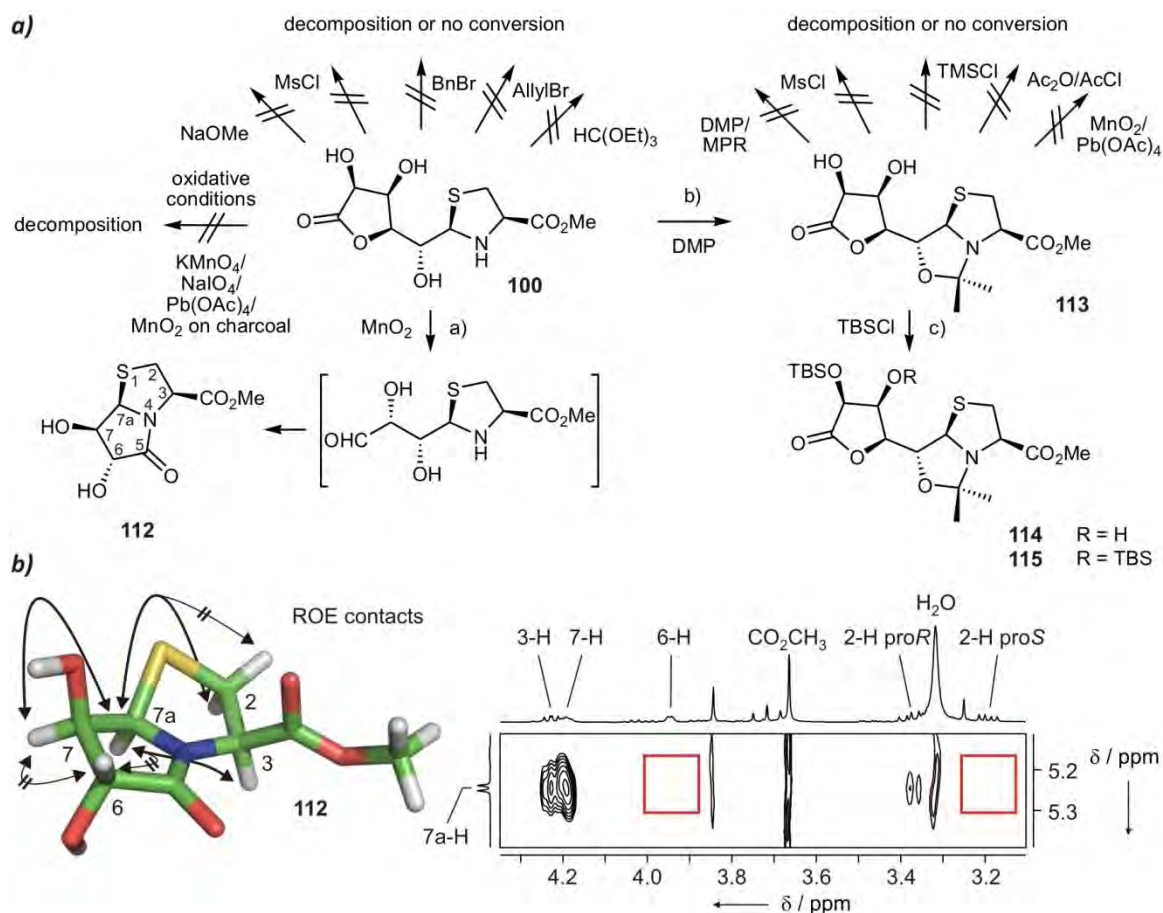 a)
decomposition or no conversion
decomposition or no conversion
NaOMe
MsCl
BnBr
AllylBr
HC(OEt)3
DMP/
MPR
MsCl
TMSCl
Ac2O/AcCl
MnO2/
Pb(OAc)4
HO
OH
S
CO2Me
O
O
N
H
OH
100
oxidative
conditions
decomposition
KMnO4/
NaIO4/
Pb(OAc)4/
MnO2 on charcoal
b)
DMP
HO
OH
S
CO2Me
O
O
N
O
113
MnO2
a)
TBSCl
c)
S
1
2
3
N
4
7a
7
6
5
CO2Me
HO
O
HO
112
OH
S
CO2Me
OHC
N
H
OH
TBSO
OR
S
CO2Me
O
O
N
O
114 R = H
115 R = TBS
b)
ROE contacts
7a
2
3
7
6
112
3-H
7-H
6-H
CO2CH3
2-H proR
H2O
2-H proS
7a-H
5.2
5.3
δ / ppm
4.2
4.0
3.8
3.6
3.4
3.2
δ / ppm